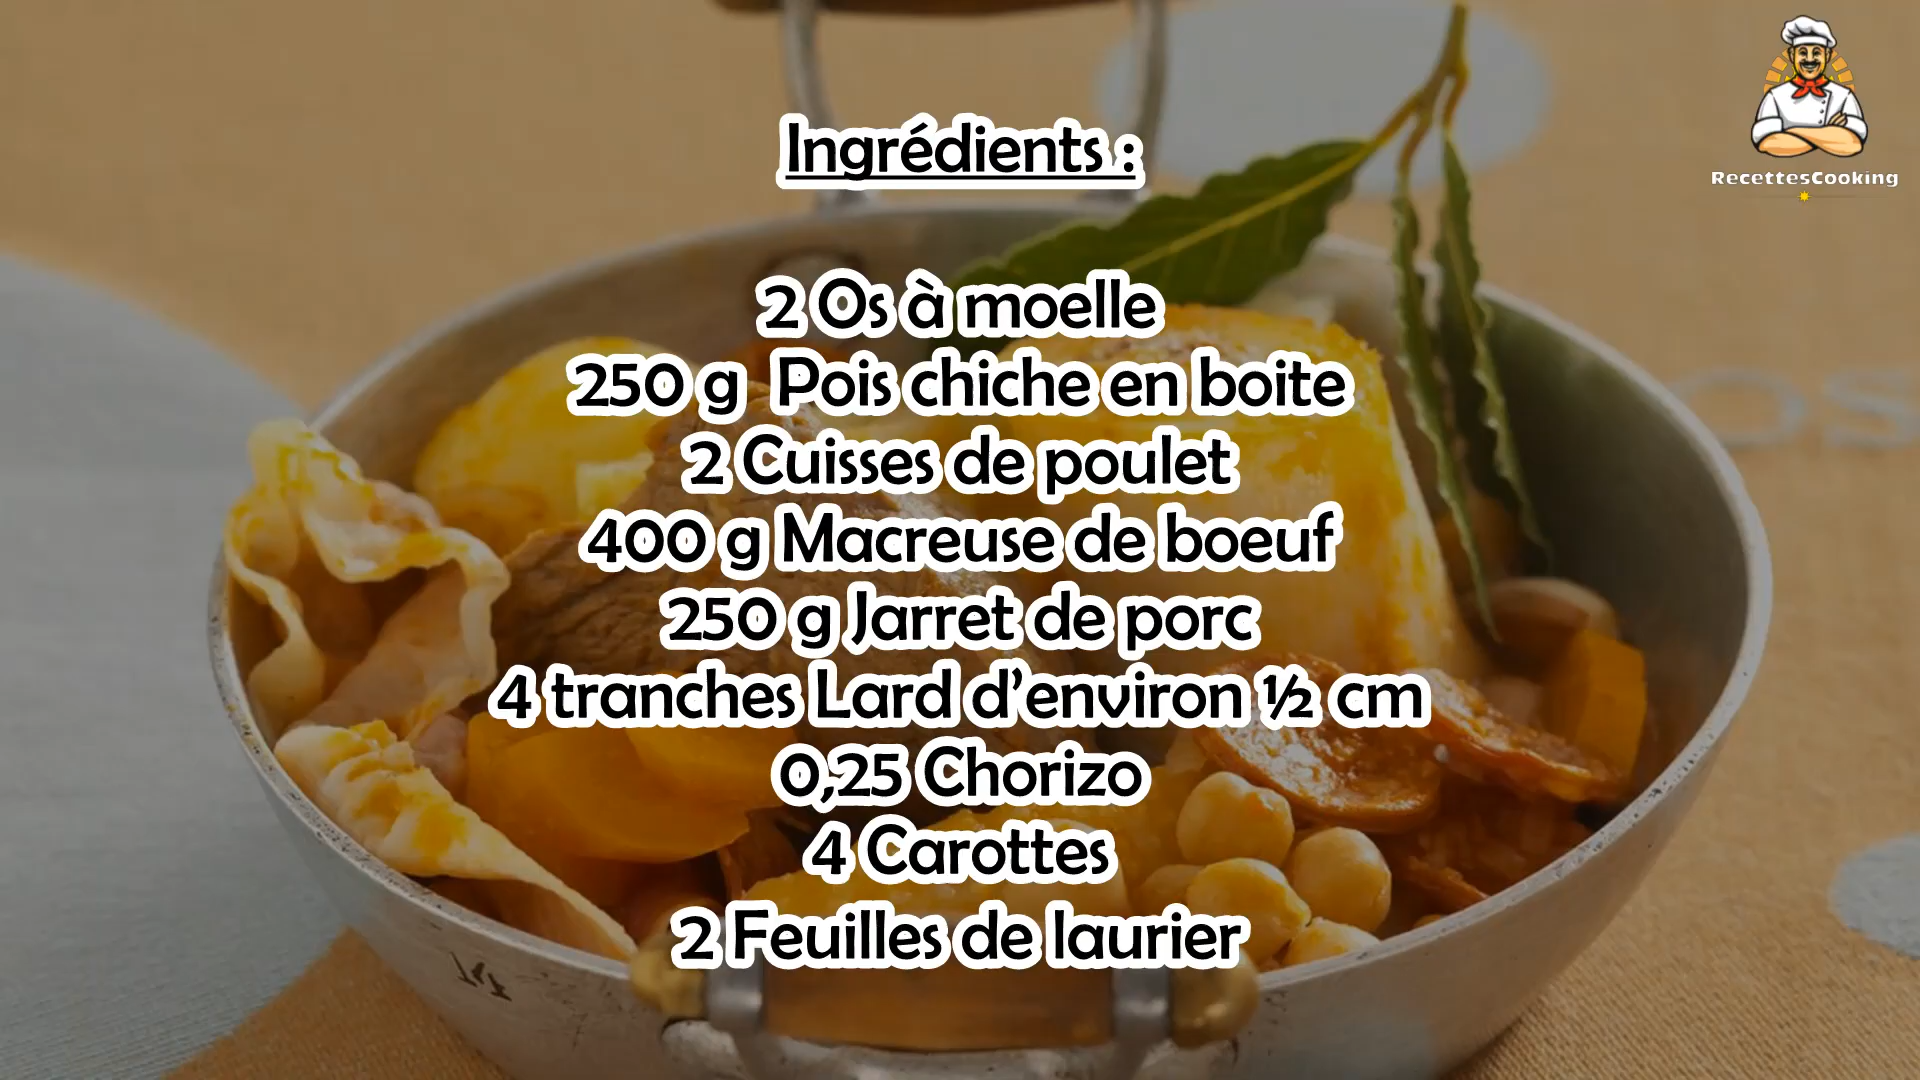 RecettesCooking
Ingrédients :
2 Os à moelle
250 g Pois chiche en boite
2 Cuisses de poulet
400 g Macreuse de boeuf
250 g Jarret de porc
4 tranches Lard d’environ ½ cm
0,25 Chorizo
4 Carottes
2 Feuilles de laurier